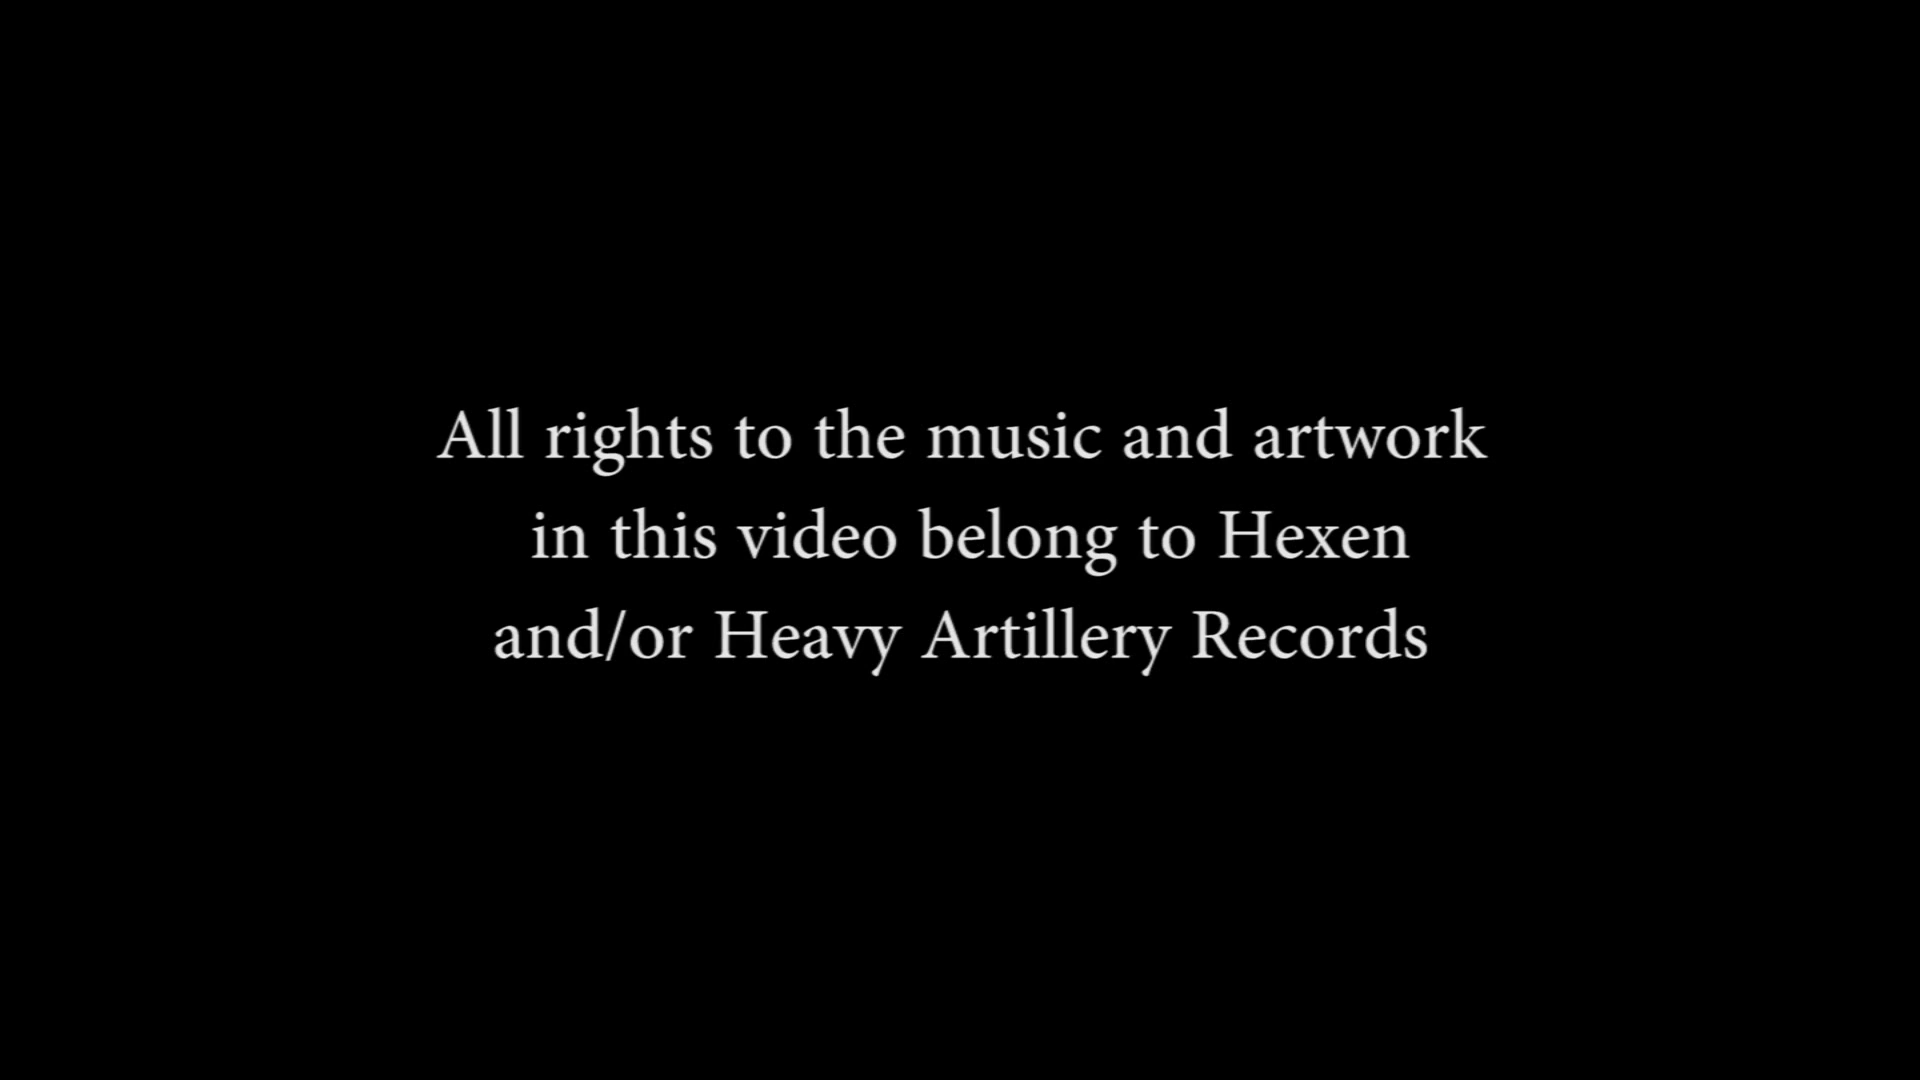 All rights to the music and artwork
in this video belong to Hexen
and/or Heavy Artillery Records